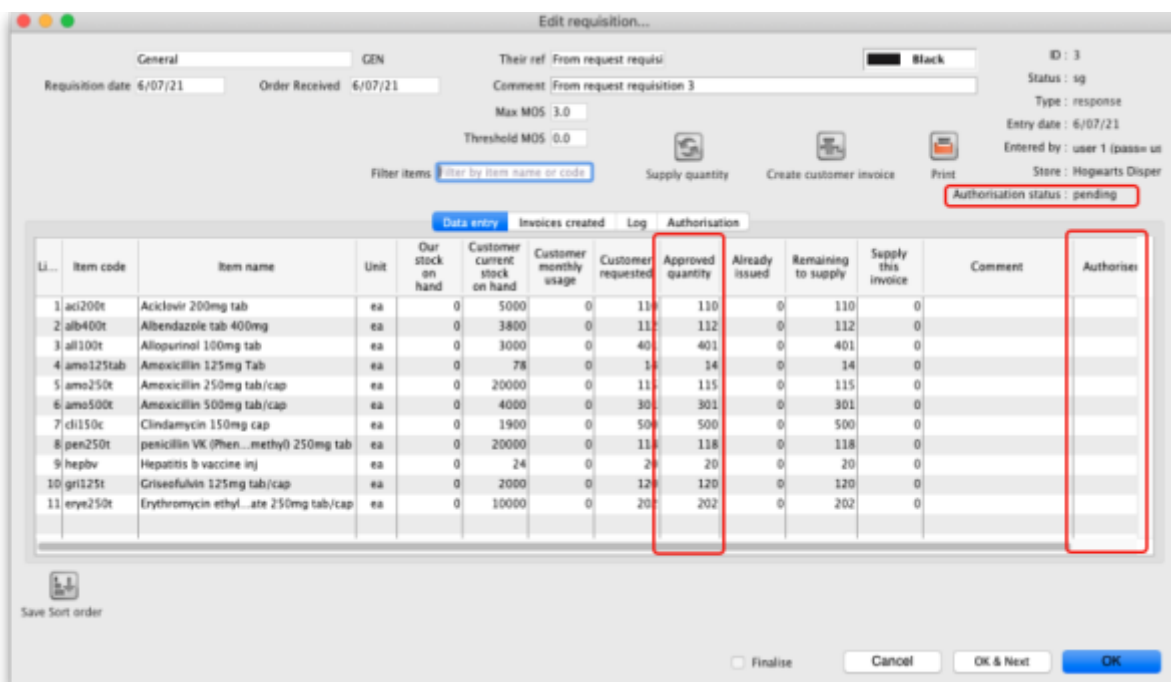 Edit requisition...
General GEN Their ref From request requisi Black ID : 3
Requisition date 6/07/21 Order Received 6/07/21 Comment From request requisition 3 Status : sg
Max MOS 3.0 Type : response
Threshold MOS 0.0 Entry date : 6/07/21
Entered by : user 1 (pass= us
Filter items Filter by item name or code Supply quantity Create customer invoice Print Store : Hogwarts Disper
Authorisation status : pending
Data entry Invoices created Log Authorisation
Li... Item code Item name Unit Our stock on hand Customer current stock on hand Customer monthly usage Customer requested Approved quantity Already issued Remaining to supply Supply this invoice Comment Authoriser
1 aci200t Aciclovir 200mg tab ea 0 5000 0 110 110 0 110 0
2 alb400t Albendazole tab 400mg ea 0 3800 0 112 112 0 112 0
3 all100t Allopurinol 100mg tab ea 0 3000 0 401 401 0 401 0
4 amo125tab Amoxicillin 125mg Tab ea 0 78 0 14 14 0 14 0
5 amo250t Amoxicillin 250mg tab/cap ea 0 20000 0 115 115 0 115 0
6 amo500t Amoxicillin 500mg tab/cap ea 0 4000 0 301 301 0 301 0
7 cli150c Clindamycin 150mg cap ea 0 1900 0 500 500 0 500 0
8 pen250t penicillin VK (Phen...methyl) 250mg tab ea 0 20000 0 118 118 0 118 0
9 hepbv Hepatitis b vaccine inj ea 0 24 0 20 20 0 20 0
10 gri125t Griseofulvin 125mg tab/cap ea 0 2000 0 120 120 0 120 0
11 erye250t Erythromycin ethyl...ate 250mg tab/cap ea 0 10000 0 202 202 0 202 0
Save Sort order
Finalise Cancel OK & Next OK